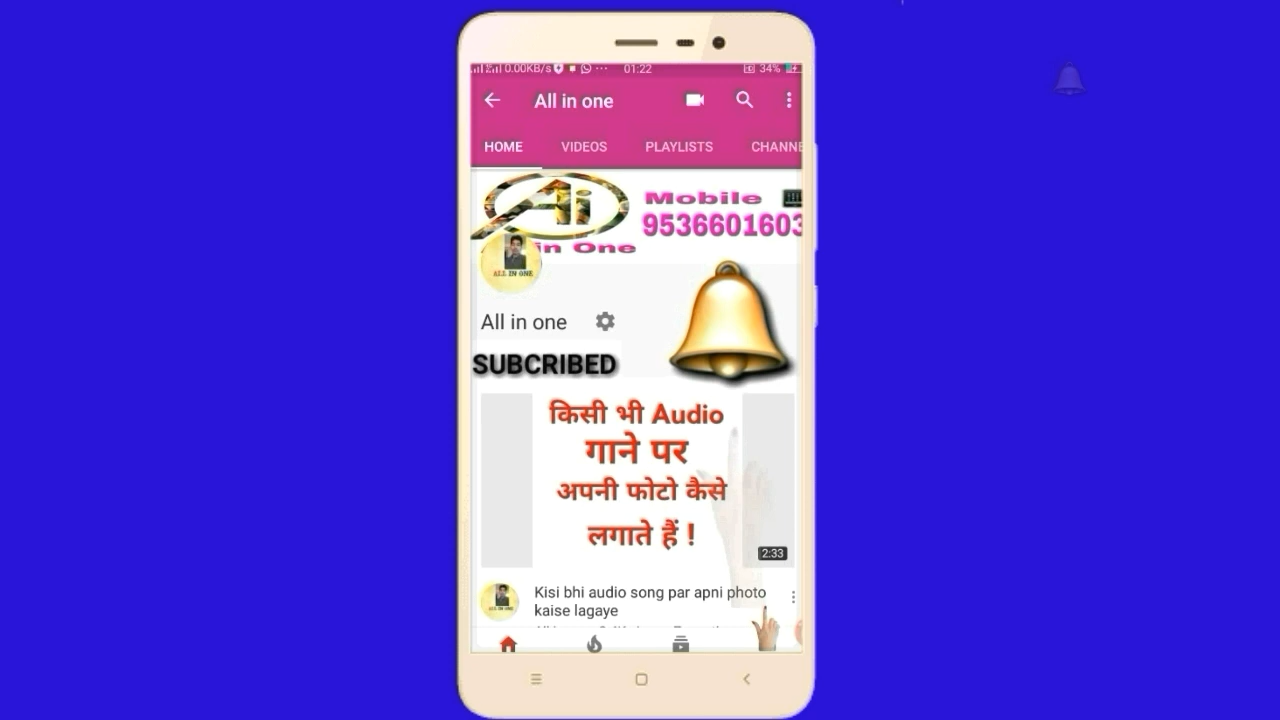 0.00KB/s 01:22 34%
All in one
HOME VIDEOS PLAYLISTS CHANNE
Ai
in One
Mobile
9536601603
ALL IN ONE
All in one
SUBCRIBED
किसी भी Audio
गाने पर
अपनी फोटो कैसे
लगाते हैं !
2:33
Kisi bhi audio song par apni photo
kaise lagaye